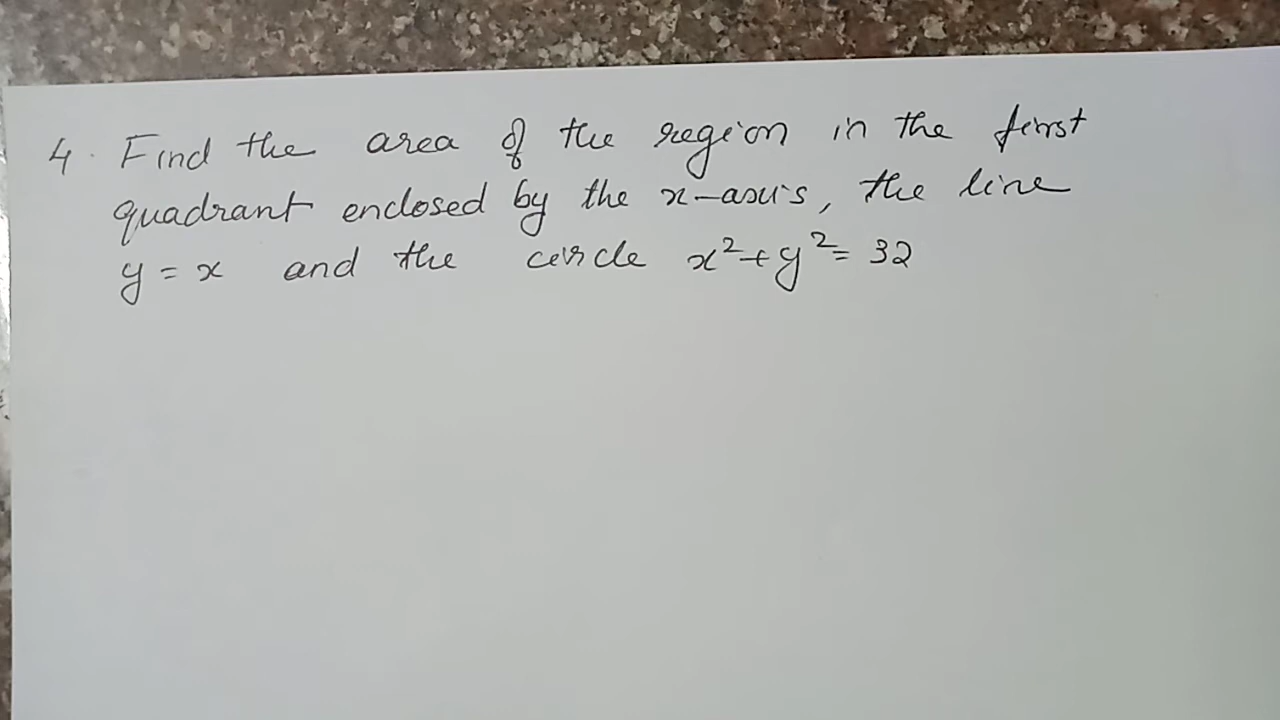 4. Find the area of the region in the first
quadrant enclosed by the x-axis, the line
y = x and the circle x²+y²= 32